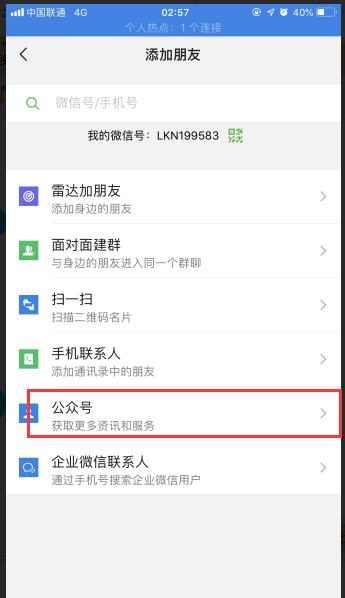 中国联通 4G 02:57 40%
个人热点：1 个连接
添加朋友
微信号/手机号
我的微信号：LKN199583
雷达加朋友
添加身边的朋友
面对面建群
与身边的朋友进入同一个群聊
扫一扫
扫描二维码名片
手机联系人
添加通讯录中的朋友
公众号
获取更多资讯和服务
企业微信联系人
通过手机号搜索企业微信用户